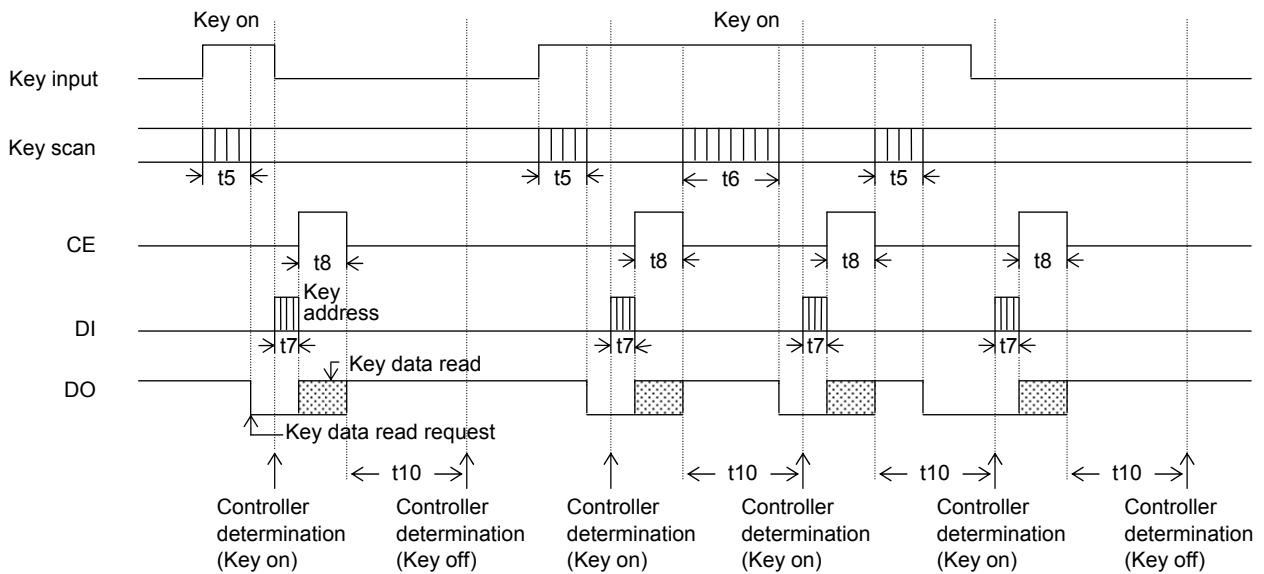 Key on
Key on
Key input
Key scan
t5
t5
t6
t5
CE
t8
t8
t8
t8
Key
address
DI
t7
t7
t7
t7
Key data read
DO
Key data read request
t10
t10
t10
t10
Controller
determination
(Key on)
Controller
determination
(Key off)
Controller
determination
(Key on)
Controller
determination
(Key on)
Controller
determination
(Key on)
Controller
determination
(Key off)